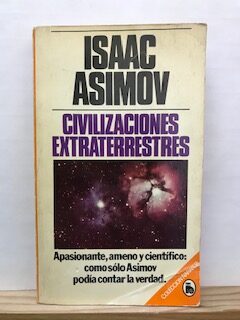 ISAAC
ASIMOV
CIVILIZACIONES
EXTRATERRESTRES
Apasionante, ameno y científico:
como sólo Asimov
podía contar la verdad.